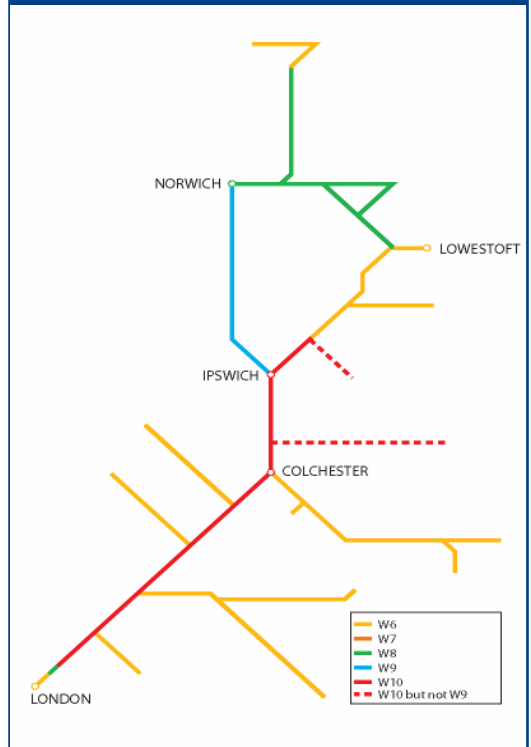 NORWICH
LOWESTOFT
IPSWICH
COLCHESTER
W6
W7
W8
W9
W10
W10 but not W9
LONDON